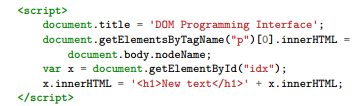 <script>
document.title = 'DOM Programming Interface';
document.getElementsByTagName("p")[0].innerHTML =
document.body.nodeName;
var x = document.getElementById("idx");
x.innerHTML = '<h1>New text</h1>' + x.innerHTML;
</script>